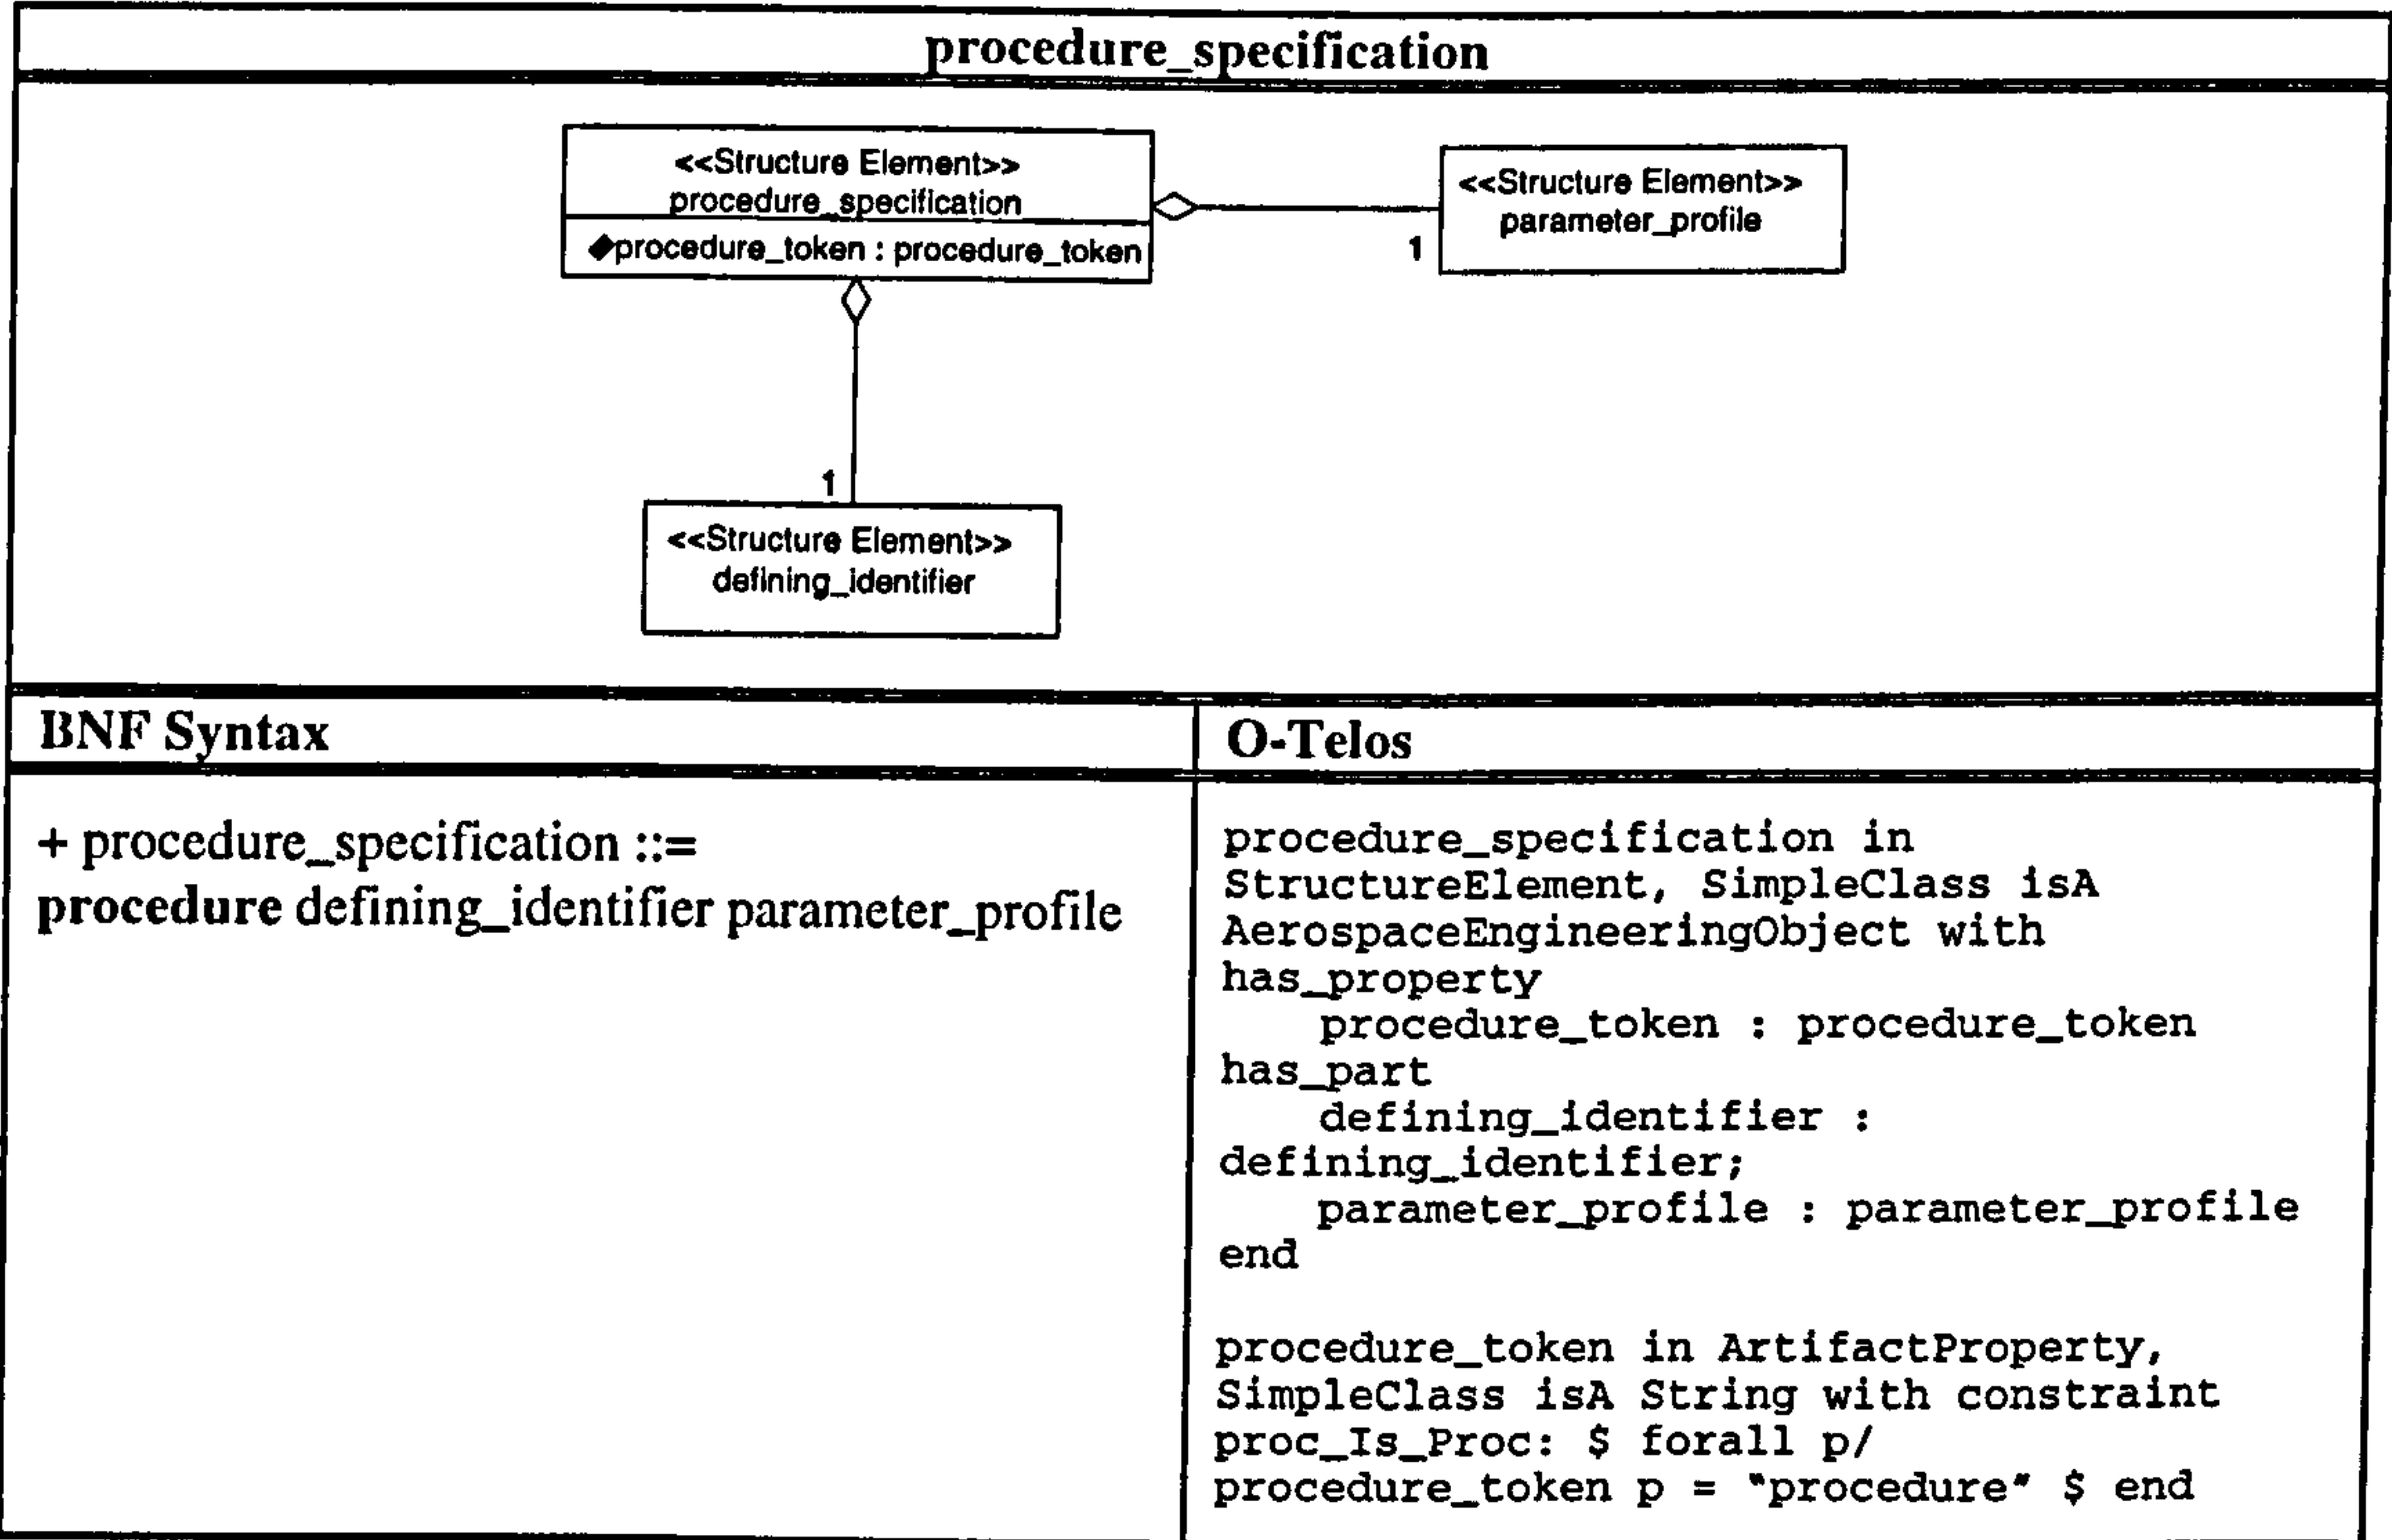 procedure_specification
<<Structure Element>>
procedure_specification
procedure_token : procedure_token
<<Structure Element>>
parameter_profile
1
1
<<Structure Element>>
defining_identifier
BNF Syntax
O-Telos
+ procedure_specification ::=
procedure defining_identifier parameter_profile
procedure_specification in
StructureElement, SimpleClass isA
AerospaceEngineeringObject with
has_property
procedure_token : procedure_token
has_part
defining_identifier :
defining_identifier;
parameter_profile : parameter_profile
end
procedure_token in ArtifactProperty,
SimpleClass isA String with constraint
proc_Is_Proc: $ forall p/
procedure_token p = "procedure" $ end